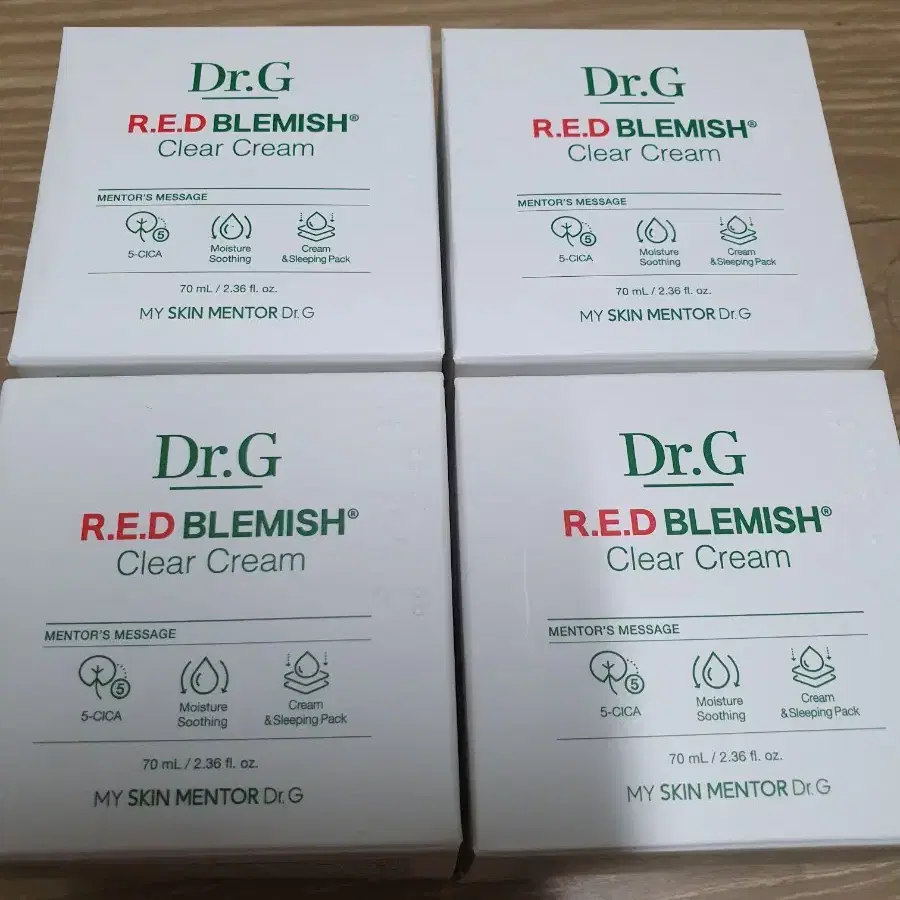 Dr.G
R.E.D BLEMISH®
Clear Cream
MENTOR'S MESSAGE
5
5-CICA
Moisture
Soothing
Cream
&Sleeping Pack
70 mL / 2.36 fl. oz.
MY SKIN MENTOR Dr.G
Dr.G
R.E.D BLEMISH®
Clear Cream
MENTOR'S MESSAGE
5
5-CICA
Moisture
Soothing
Cream
&Sleeping Pack
70 mL / 2.36 fl. oz.
MY SKIN MENTOR Dr.G
Dr.G
R.E.D BLEMISH®
Clear Cream
MENTOR'S MESSAGE
5
5-CICA
Moisture
Soothing
Cream
&Sleeping Pack
70 mL / 2.36 fl. oz.
MY SKIN MENTOR Dr.G
Dr.G
R.E.D BLEMISH®
Clear Cream
MENTOR'S MESSAGE
5
5-CICA
Moisture
Soothing
Cream
&Sleeping Pack
70 mL / 2.36 fl. oz.
MY SKIN MENTOR Dr.G